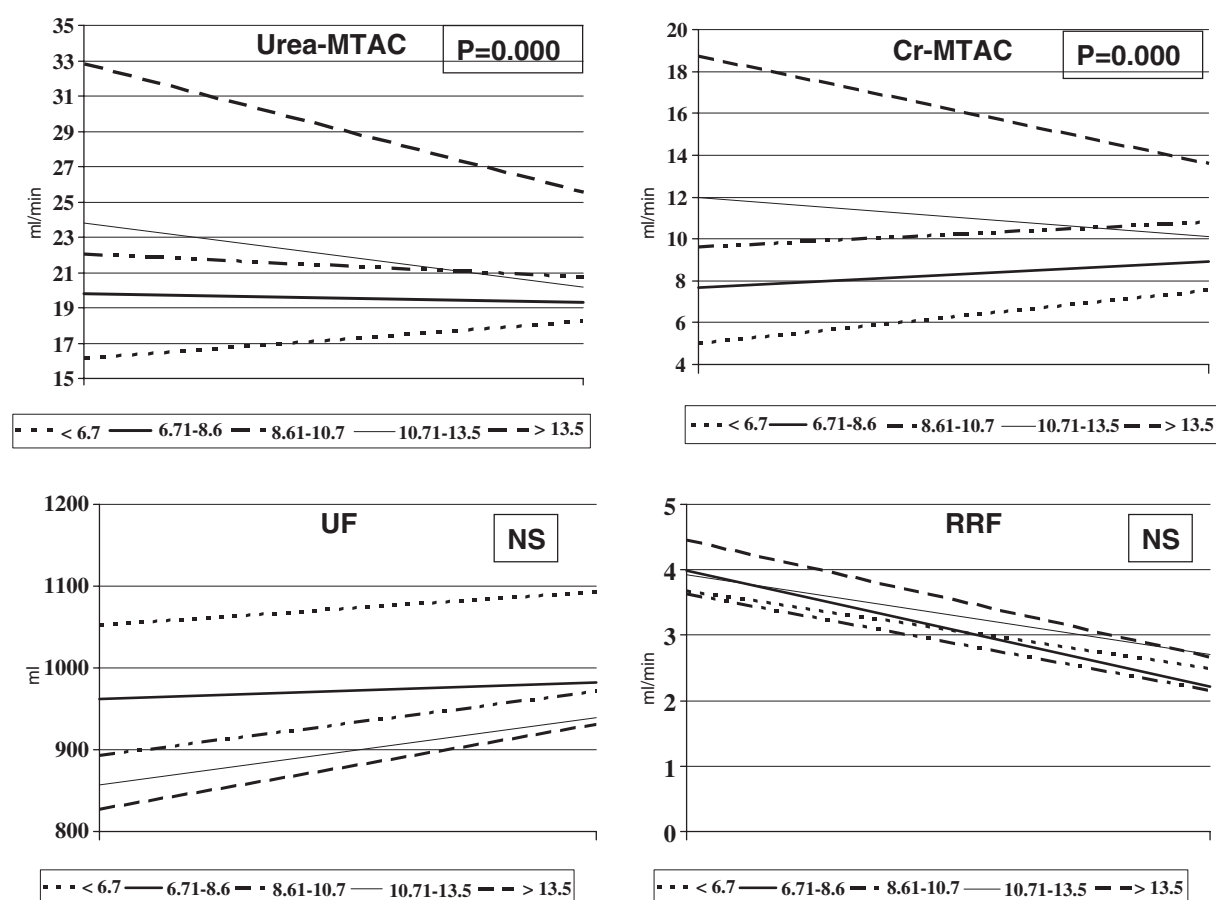 Urea-MTAC
P=0.000
35
33
31
29
27
25
23
21
19
17
15
ml/min
< 6.7 6.71-8.6 8.61-10.7 10.71-13.5 > 13.5
Cr-MTAC
P=0.000
20
18
16
14
12
10
8
6
4
ml/min
< 6.7 6.71-8.6 8.61-10.7 10.71-13.5 > 13.5
UF
NS
1200
1100
1000
900
800
ml
< 6.7 6.71-8.6 8.61-10.7 10.71-13.5 > 13.5
RRF
NS
5
4
3
2
1
0
ml/min
< 6.7 6.71-8.6 8.61-10.7 10.71-13.5 > 13.5